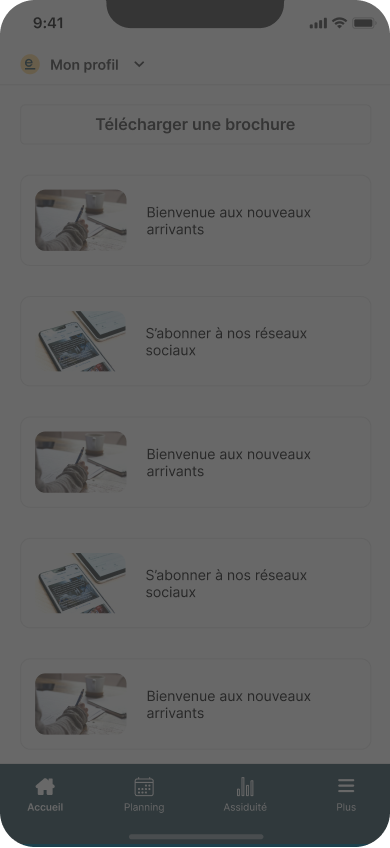 9:41
Mon profil
Télécharger une brochure
Bienvenue aux nouveaux
arrivants
S'abonner à nos réseaux
sociaux
Bienvenue aux nouveaux
arrivants
S'abonner à nos réseaux
sociaux
Bienvenue aux nouveaux
arrivants
Accueil Planning Assiduité Plus